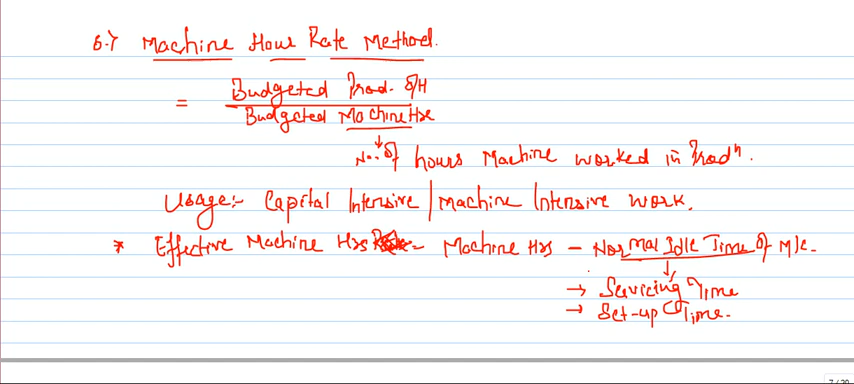 6.7 Machine Hour Rate Method.
= Budgeted Prod. O/H
Budgeted Machine Hrs
↓
No. of hours Machine worked in Prodⁿ.
Usage:- Capital Intensive / Machine Intensive work.
* Effective Machine Hrs = Machine Hrs - Normal Idle Time of M/c.
↓
→ Servicing Time
→ Set-up Time.
7 / 20